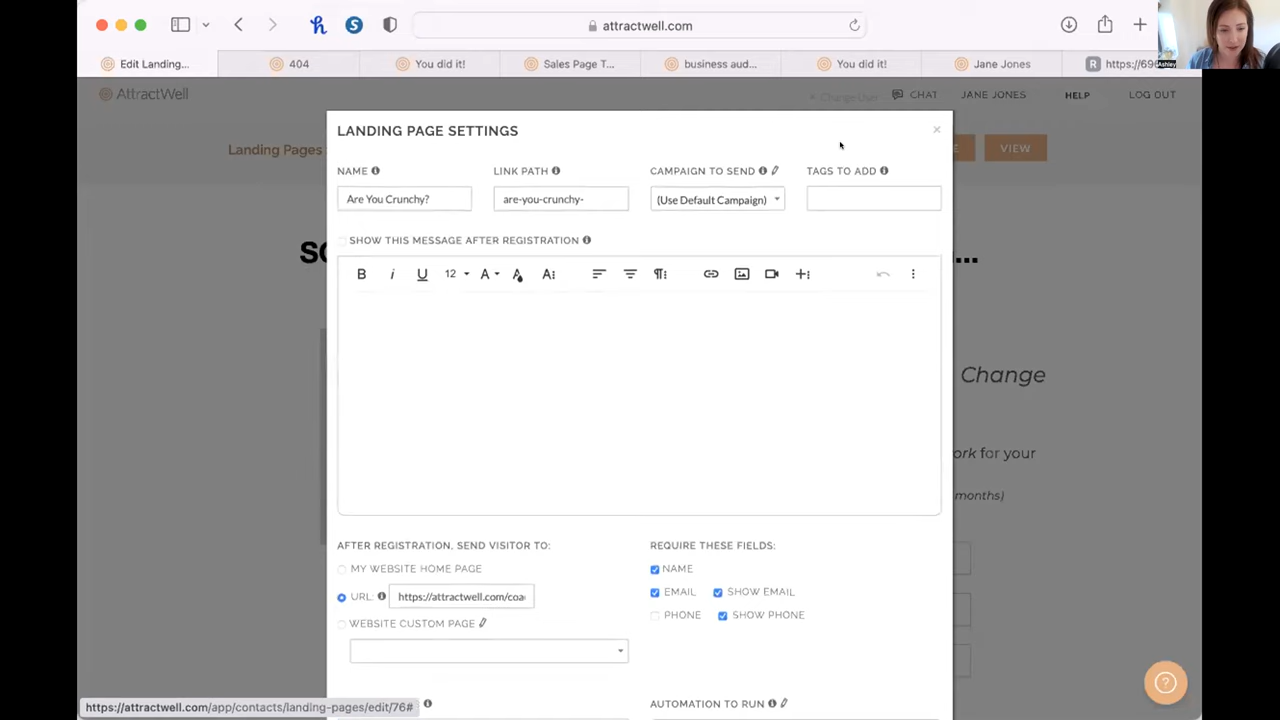 attractwell.com
Edit Landing...
404
You did it!
Sales Page T...
business aud...
You did it!
Jane Jones
R
https://69
Ashley
AttractWell
Change User
CHAT
JANE JONES
HELP
LOG OUT
Landing Pages
VIEW
LANDING PAGE SETTINGS
×
NAME
LINK PATH
CAMPAIGN TO SEND
TAGS TO ADD
Are You Crunchy?
are-you-crunchy-
(Use Default Campaign)
SHOW THIS MESSAGE AFTER REGISTRATION
B i U 12 A A A
Change
work for your
months)
AFTER REGISTRATION, SEND VISITOR TO:
REQUIRE THESE FIELDS:
MY WEBSITE HOME PAGE
NAME
URL:
https://attractwell.com/coa
EMAIL
SHOW EMAIL
WEBSITE CUSTOM PAGE
PHONE
SHOW PHONE
AUTOMATION TO RUN
https://attractwell.com/app/contacts/landing-pages/edit/76#